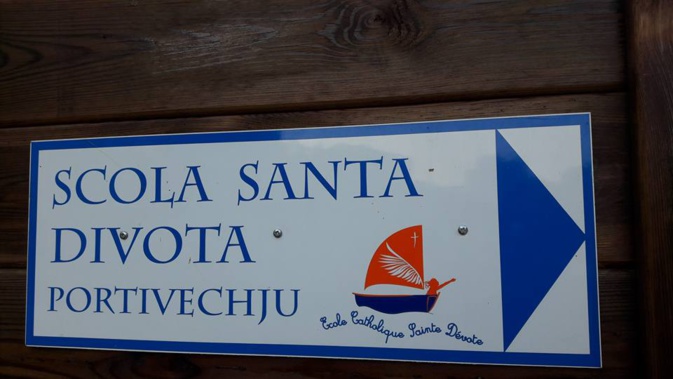 SCOLA SANTA
DIVOTA
PORTIVECHJU
Ecole Catholique Sainte Dévote